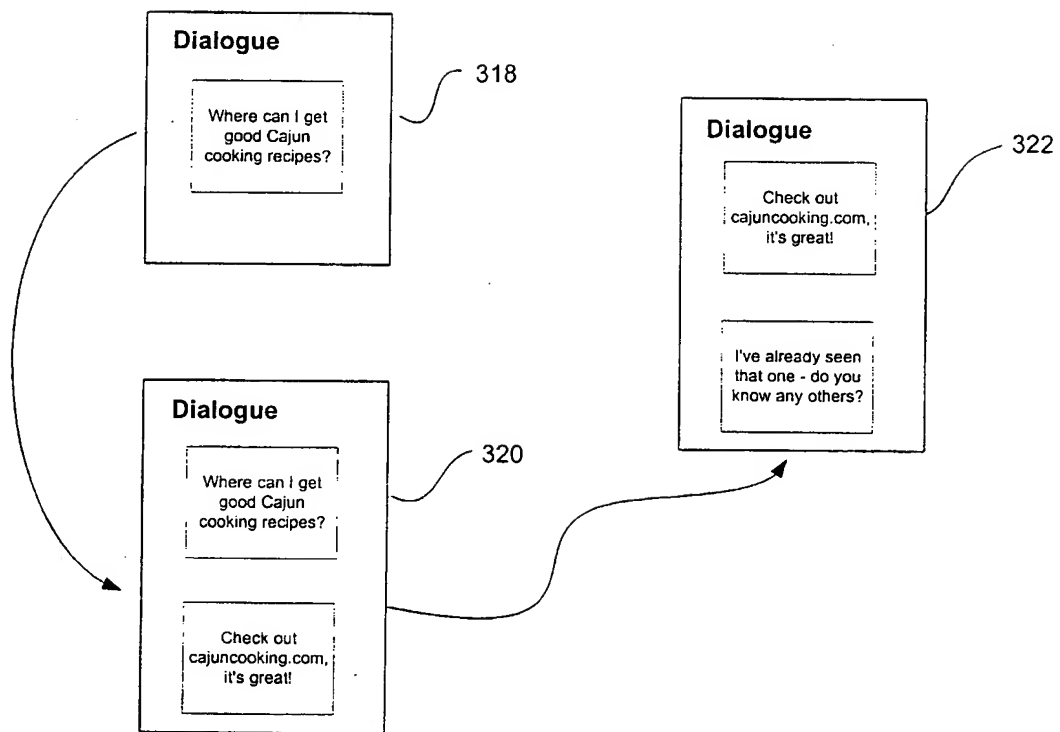 Dialogue
Where can I get
good Cajun
cooking recipes?
318
Dialogue
Where can I get
good Cajun
cooking recipes?
Check out
cajuncooking.com,
it's great!
320
Dialogue
Check out
cajuncooking.com,
it's great!
I've already seen
that one - do you
know any others?
322